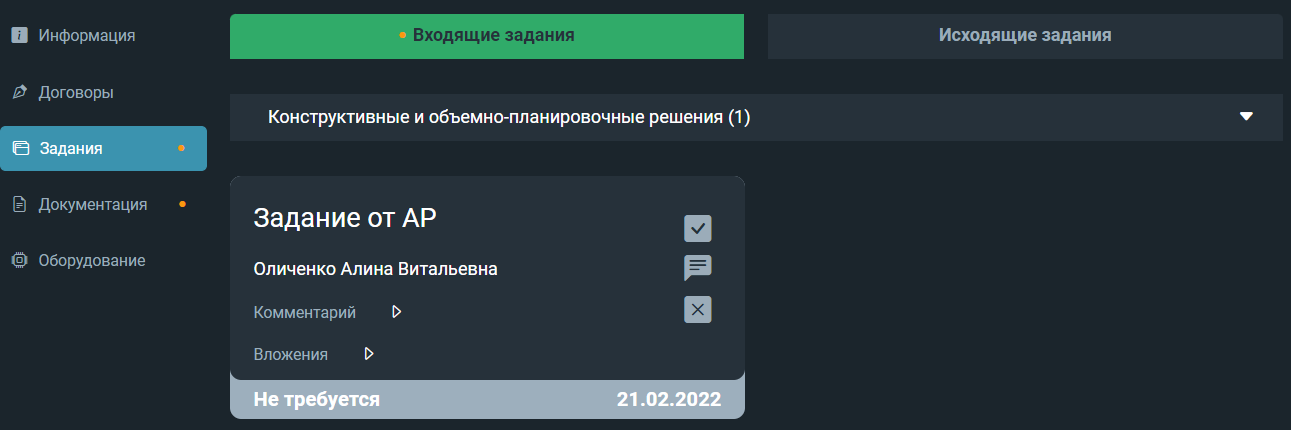 Информация
Договоры
Задания
Документация
Оборудование
Входящие задания
Исходящие задания
Конструктивные и объемно-планировочные решения (1)
Задание от АР
Оличенко Алина Витальевна
Комментарий
Вложения
Не требуется 21.02.2022